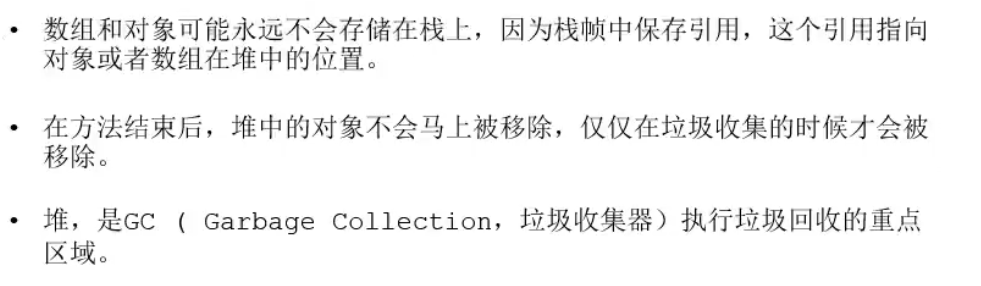 • 数组和对象可能永远不会存储在栈上，因为栈帧中保存引用，这个引用指向
对象或者数组在堆中的位置。
• 在方法结束后，堆中的对象不会马上被移除，仅仅在垃圾收集的时候才会被
移除。
• 堆，是GC ( Garbage Collection，垃圾收集器）执行垃圾回收的重点
区域。